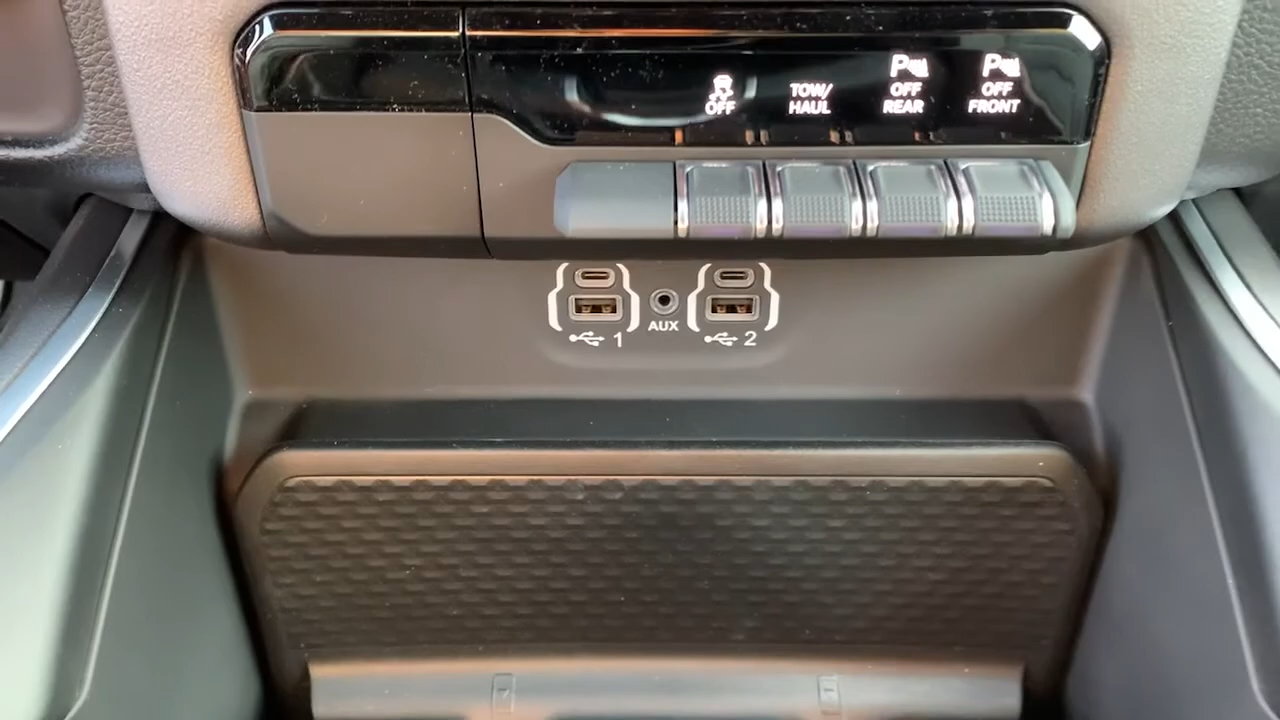 OFF
TOW/
HAUL
P OFF
REAR
P OFF
FRONT
1
AUX
2